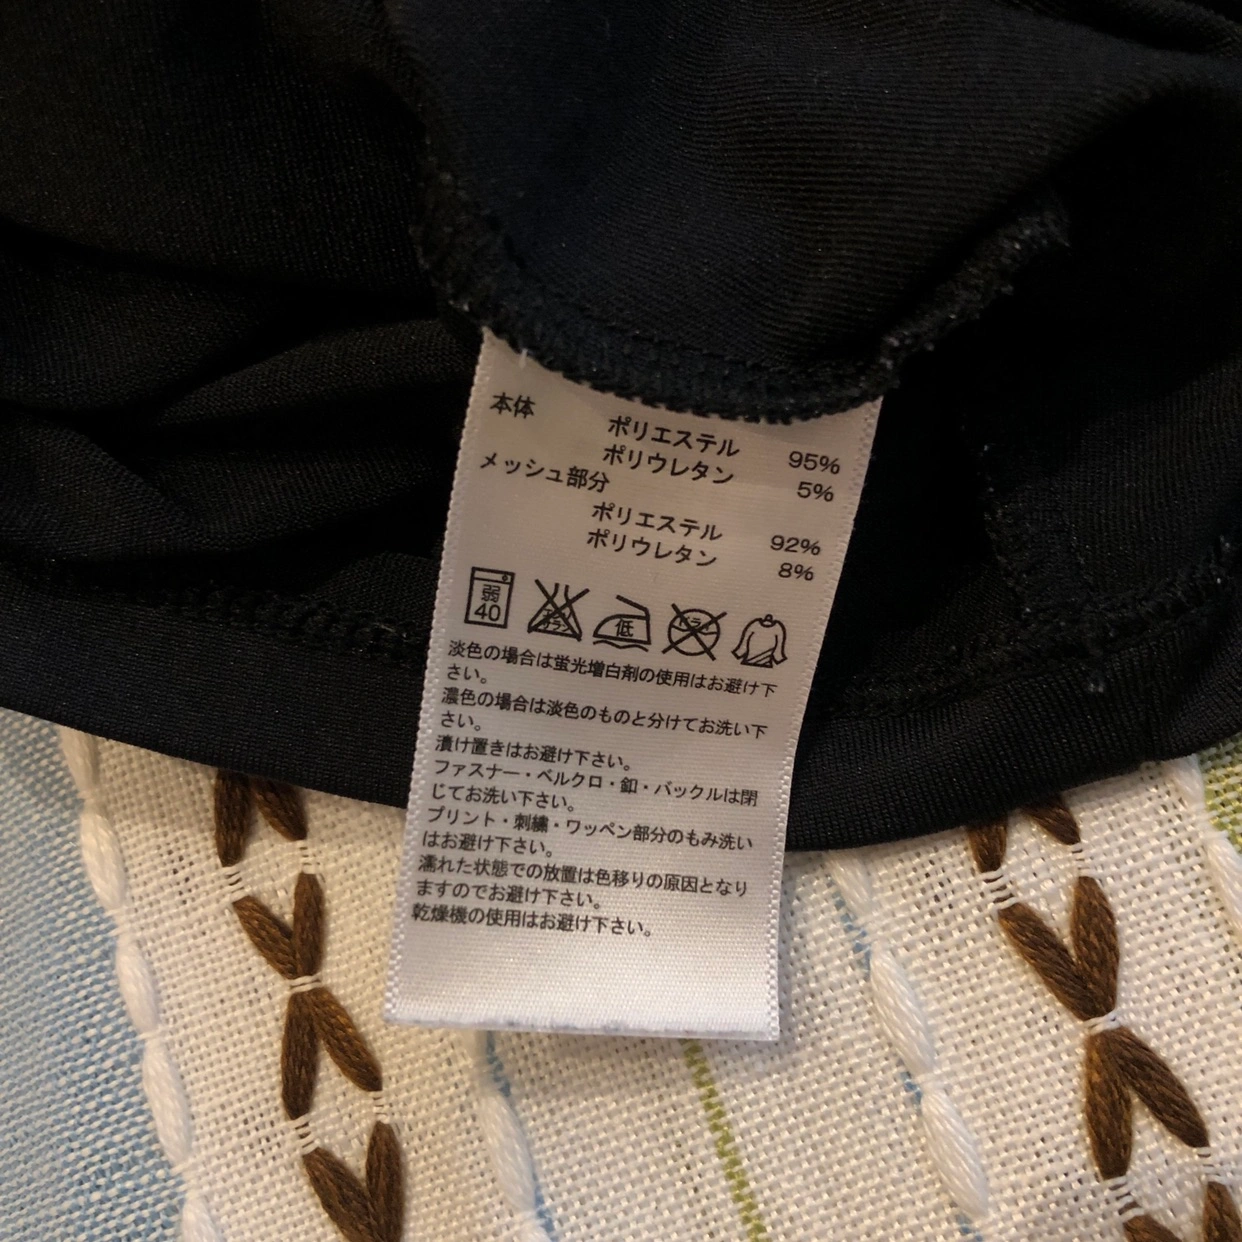 本体
ポリエステル 95%
ポリウレタン 5%
メッシュ部分
ポリエステル 92%
ポリウレタン 8%
弱 40 エンソ サラシ 低 ドライ
淡色の場合は蛍光増白剤の使用はお避け下
さい。
濃色の場合は淡色のものと分けてお洗い下
さい。
漬け置きはお避け下さい。
ファスナー・ベルクロ・釦・バックルは閉
じてお洗い下さい。
プリント・刺繍・ワッペン部分のもみ洗い
はお避け下さい。
濡れた状態での放置は色移りの原因となり
ますのでお避け下さい。
乾燥機の使用はお避け下さい。